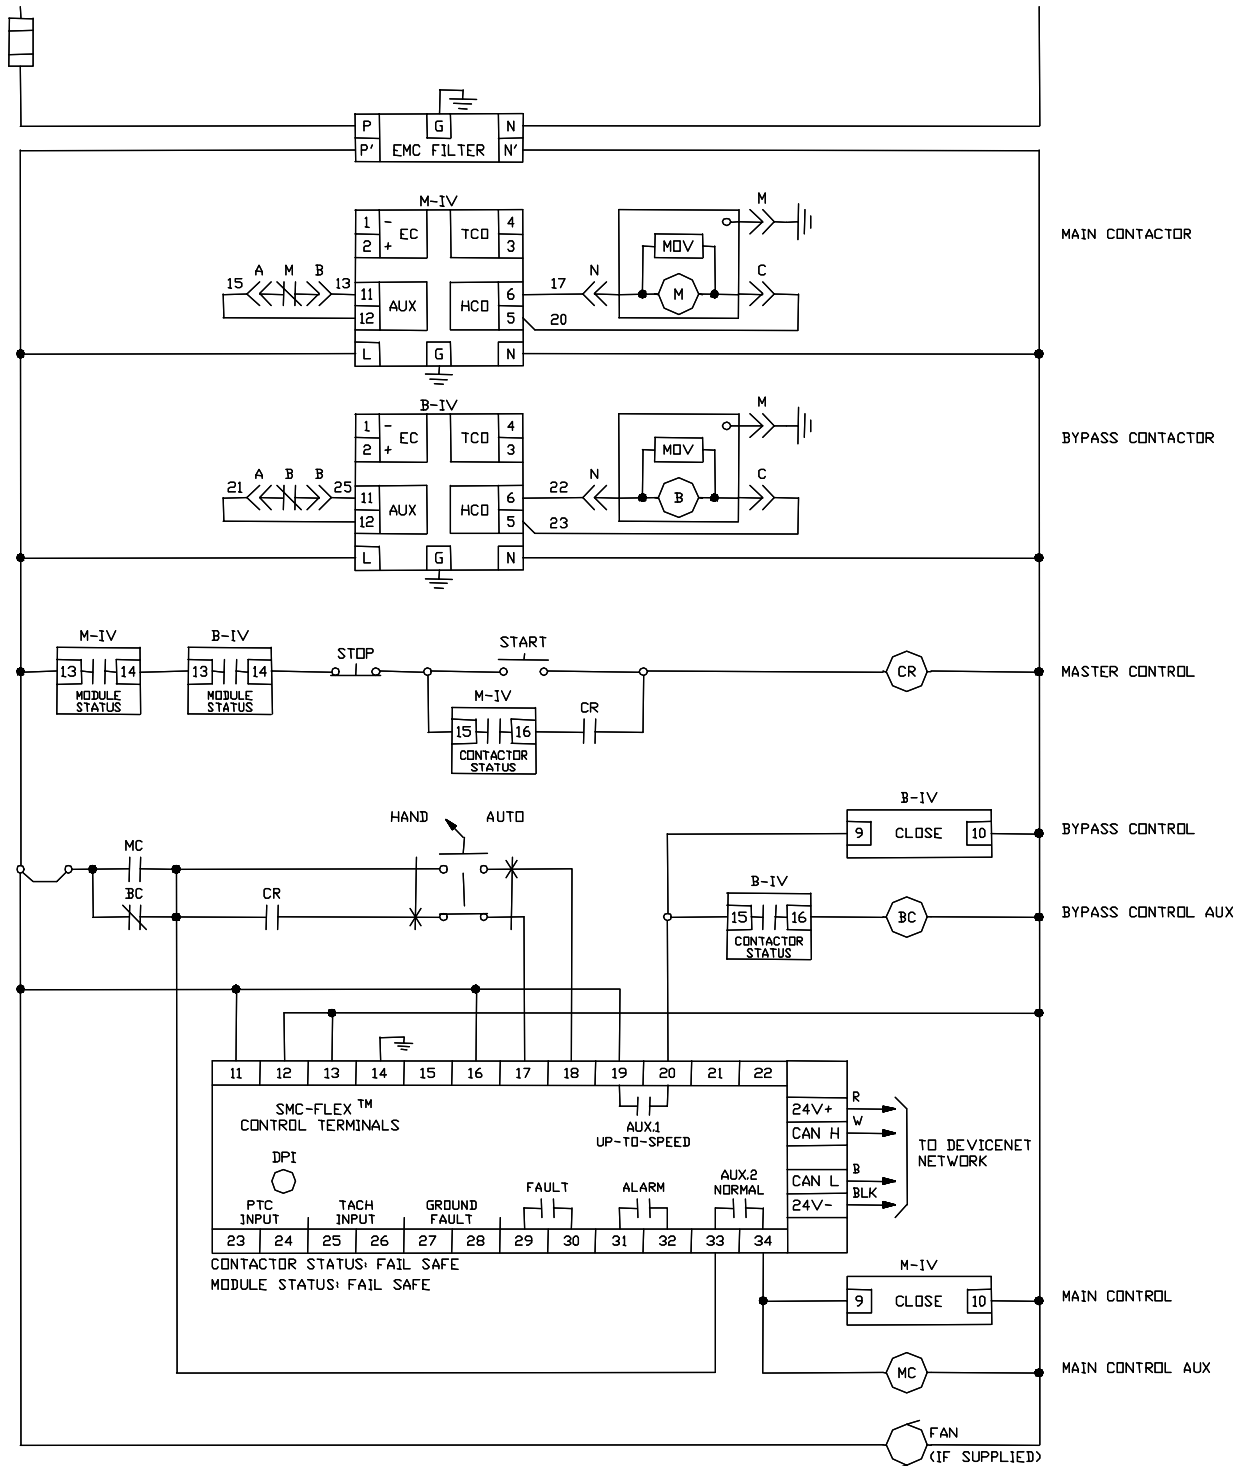 P G N
P' EMC FILTER N'
M-IV
1 - EC TCO 4
2 + 3
MAIN CONTACTOR
M
MOV
15 A M B 13 11 AUX HCO 6 17 N M C
12 5 20
L G N
B-IV
1 - EC TCO 4
2 + 3
BYPASS CONTACTOR
M
MOV
21 A B B 25 11 AUX HCO 6 22 N B C
12 5 23
L G N
M-IV B-IV STOP START
13 14 13 14 CR MASTER CONTROL
MODULE STATUS MODULE STATUS
M-IV CR
15 16
CONTACTOR
STATUS
B-IV
HAND AUTO
9 CLOSE 10 BYPASS CONTROL
MC
B-IV
BC CR
15 16 BC BYPASS CONTROL AUX
CONTACTOR
STATUS
11 12 13 14 15 16 17 18 19 20 21 22
SMC-FLEX™
CONTROL TERMINALS
AUX.1
UP-TO-SPEED
24V+ R
CAN H W
TO DEVICENET
NETWORK
DPI
CAN L B
24V- BLK
PTC
INPUT
TACH
INPUT
GROUND
FAULT
FAULT
ALARM
AUX.2
NORMAL
23 24 25 26 27 28 29 30 31 32 33 34
CONTACTOR STATUS: FAIL SAFE
MODULE STATUS: FAIL SAFE
M-IV
9 CLOSE 10 MAIN CONTROL
MC MAIN CONTROL AUX
FAN
(IF SUPPLIED)